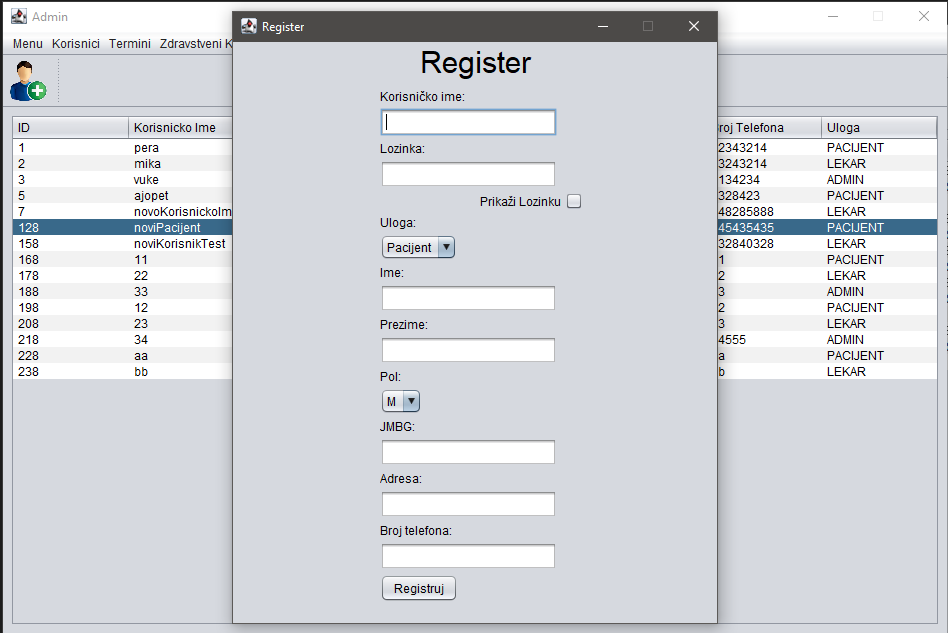 Admin
Menu Korisnici Termini Zdravstveni K
Register
Register
Korisničko ime:
Lozinka:
Prikaži Lozinku
Uloga:
Pacijent
Ime:
Prezime:
Pol:
M
JMBG:
Adresa:
Broj telefona:
Registruj
ID Korisnicko Ime roj Telefona Uloga
1 pera 2343214 PACIJENT
2 mika 3243214 LEKAR
3 vuke 134234 ADMIN
5 ajopet 328423 PACIJENT
7 novoKorisnickoIm 48285888 LEKAR
128 noviPacijent 45435435 PACIJENT
158 noviKorisnikTest 32840328 LEKAR
168 11 1 PACIJENT
178 22 2 LEKAR
188 33 3 ADMIN
198 12 2 PACIJENT
208 23 3 LEKAR
218 34 4555 ADMIN
228 aa a PACIJENT
238 bb b LEKAR